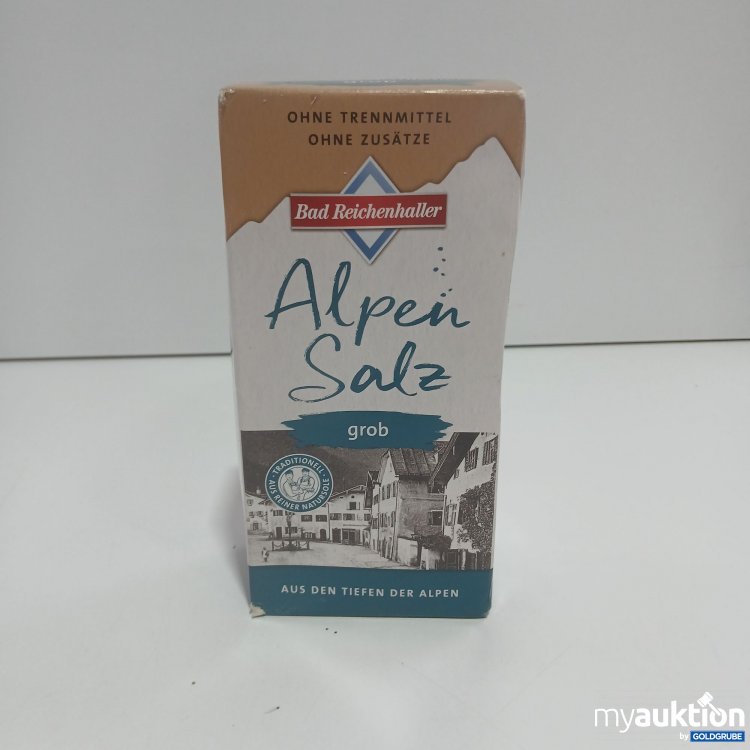 OHNE TRENNMITTEL
OHNE ZUSÄTZE
Bad Reichenhaller
Alpen
Salz
grob
· TRADITIONELL ·
AUS REINER NATURSOLE
AUS DEN TIEFEN DER ALPEN
myauktion
by GOLDGRUBE